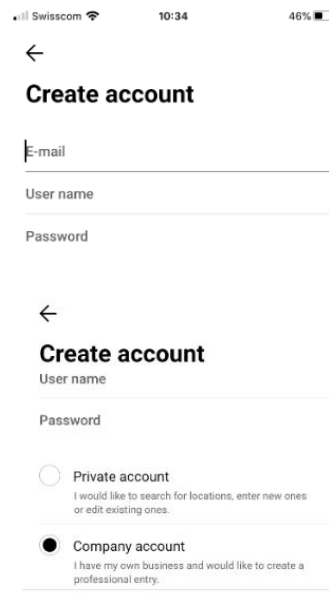 Swisscom 10:34 46%
Create account
E-mail
User name
Password
Create account
User name
Password
Private account
I would like to search for locations, enter new ones
or edit existing ones.
Company account
I have my own business and would like to create a
professional entry.